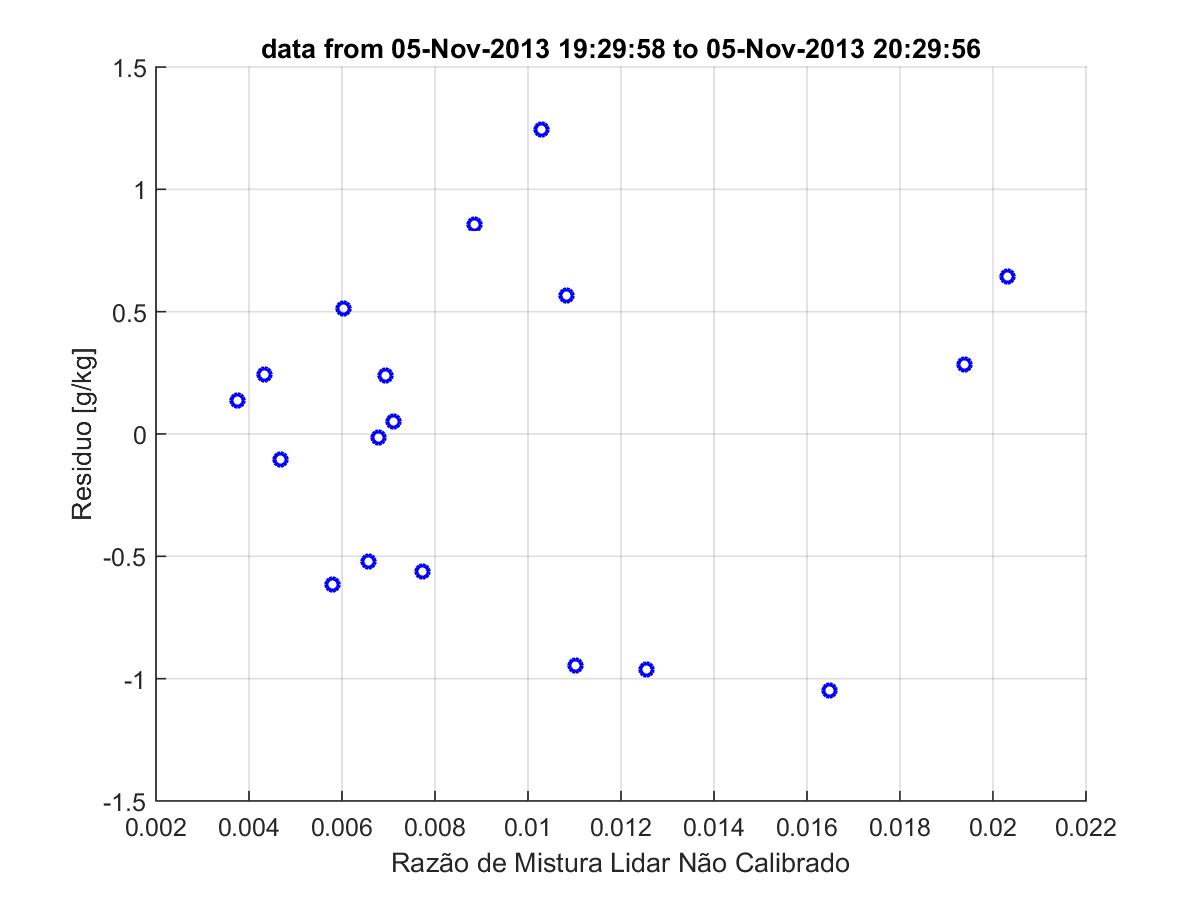 data from 05-Nov-2013 19:29:58 to 05-Nov-2013 20:29:56
1.5
1
0.5
0
-0.5
-1
-1.5
Residuo [g/kg]
0.002 0.004 0.006 0.008 0.01 0.012 0.014 0.016 0.018 0.02 0.022
Razão de Mistura Lidar Não Calibrado